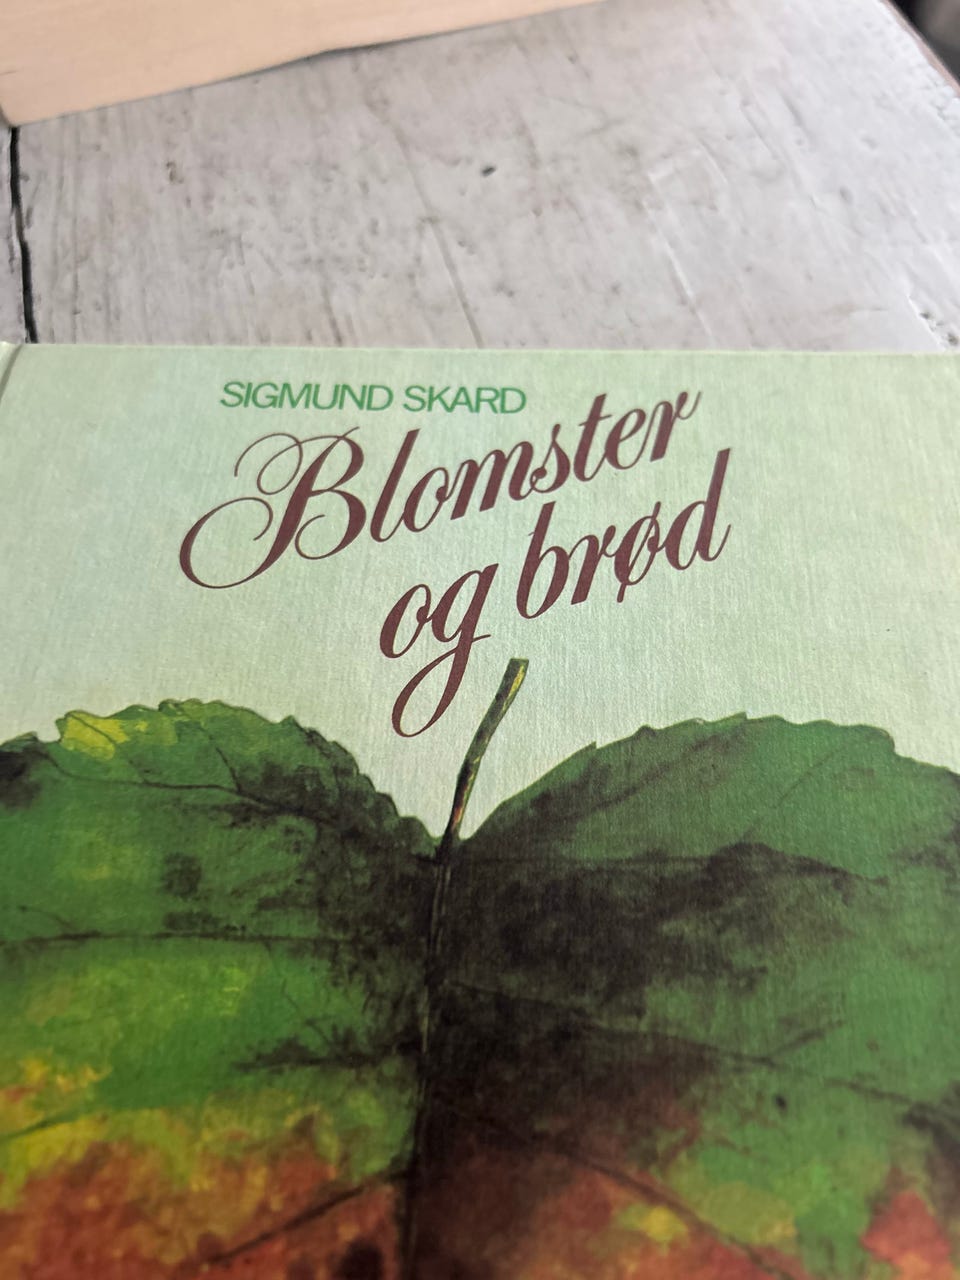 SIGMUND SKARD
Blomster
og brød